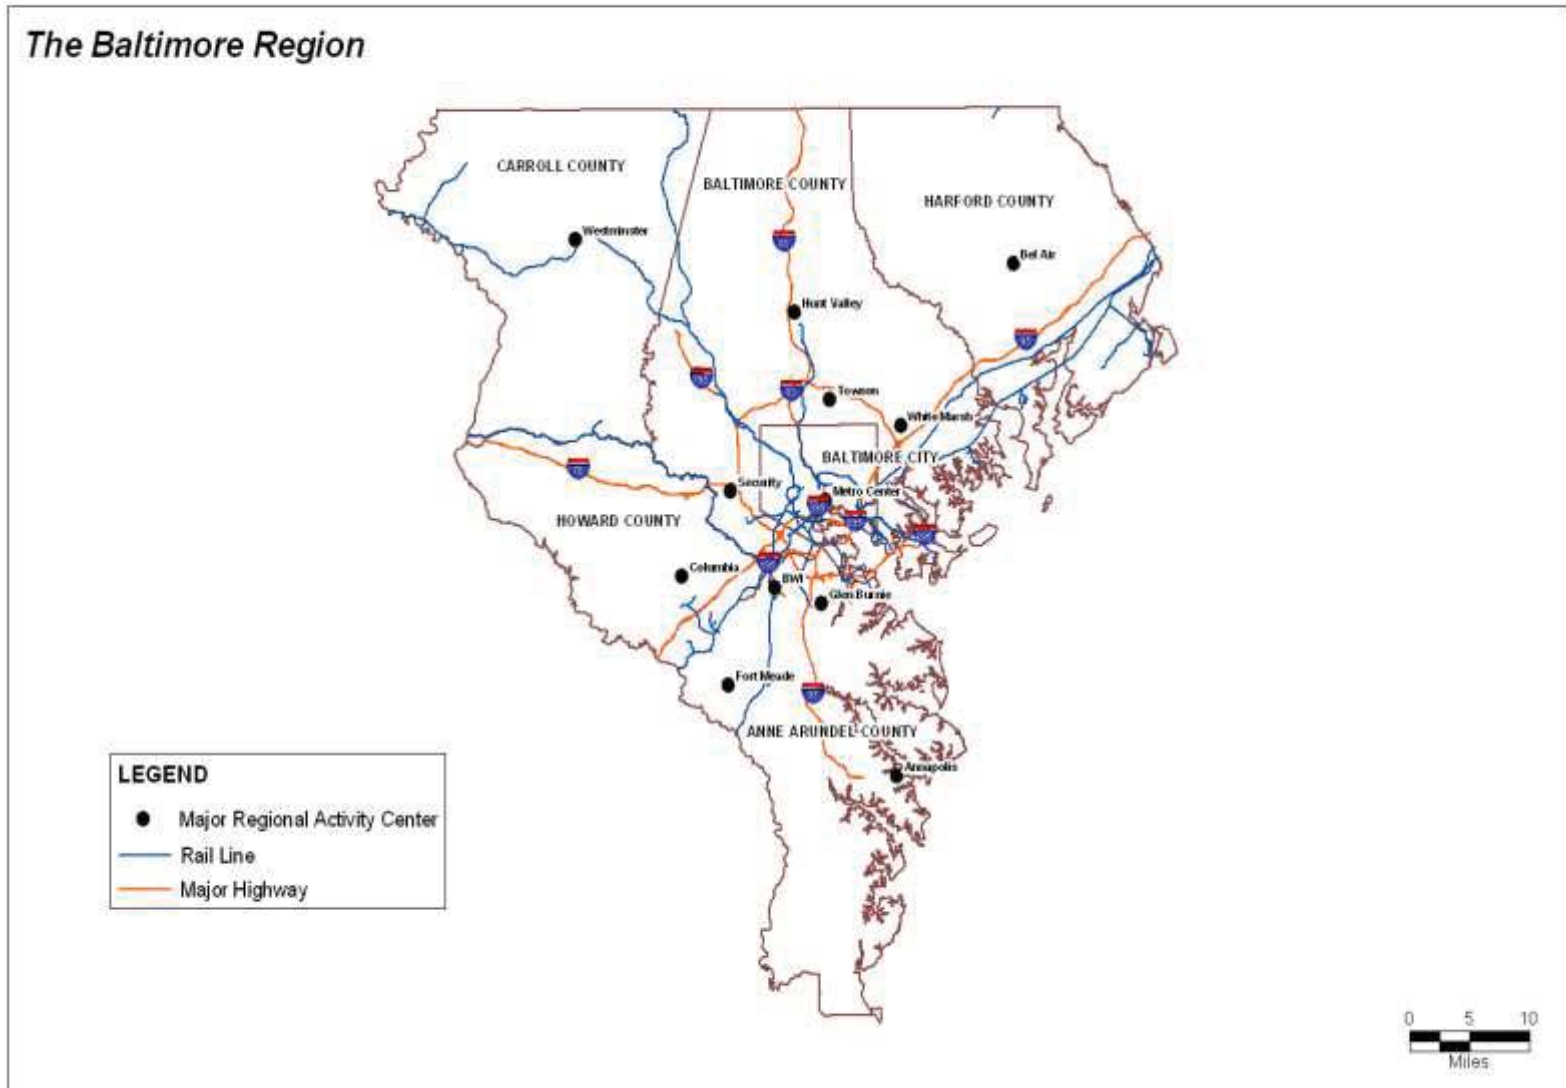 The Baltimore Region
CARROLL COUNTY
BALTIMORE COUNTY
HARFORD COUNTY
Westminster
Bel Air
Hunt Valley
Towson
White Marsh
BALTIMORE CITY
Security
Metro Center
HOWARD COUNTY
Columbia
BWI
Glen Burnie
Fort Meade
ANNE ARUNDEL COUNTY
Annapolis
LEGEND
Major Regional Activity Center
Rail Line
Major Highway
0 5 10
Miles